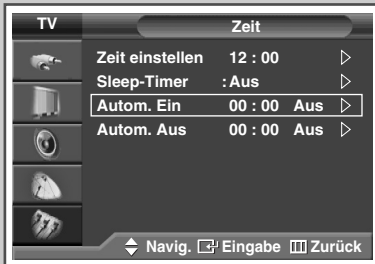 TV Zeit
Zeit einstellen 12 : 00
Sleep-Timer : Aus
Autom. Ein 00 : 00 Aus
Autom. Aus 00 : 00 Aus
Navig. Eingabe Zurück